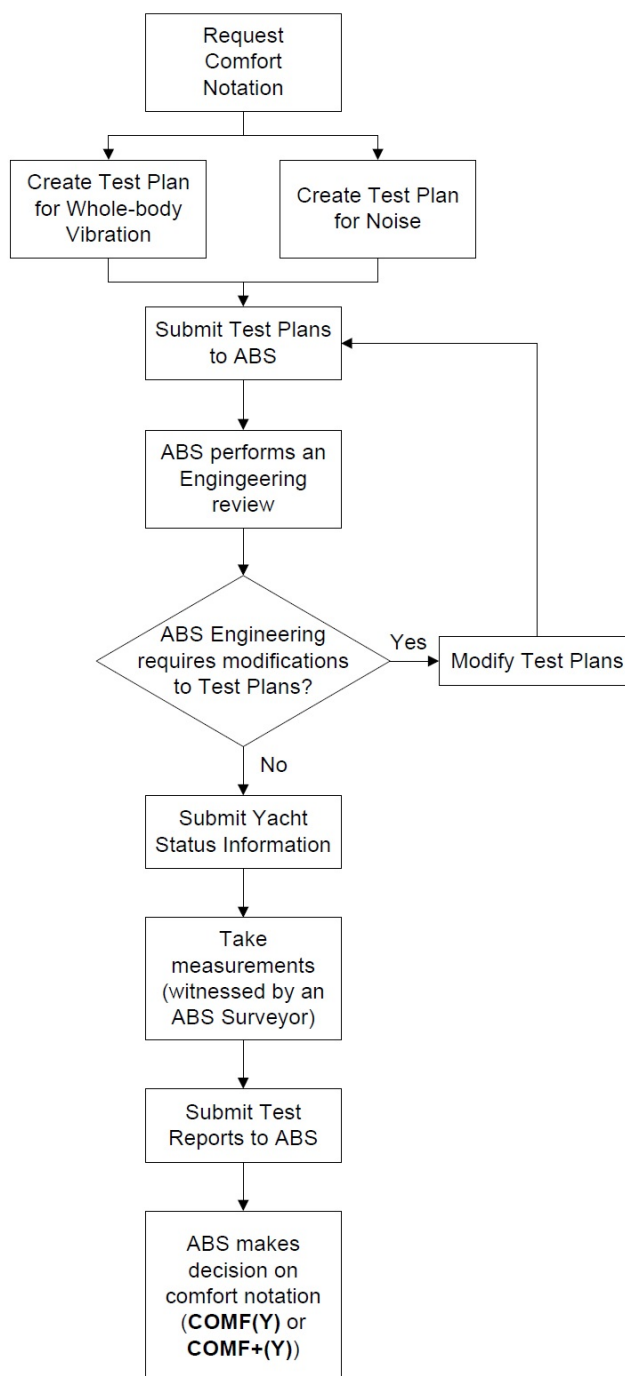 Request
Comfort
Notation
Create Test Plan
for Whole-body
Vibration
Create Test Plan
for Noise
Submit Test Plans
to ABS
ABS performs an
Engingeering
review
ABS Engineering
requires modifications
to Test Plans?
Yes
Modify Test Plans
No
Submit Yacht
Status Information
Take
measurements
(witnessed by an
ABS Surveyor)
Submit Test
Reports to ABS
ABS makes
decision on
comfort notation
(COMF(Y) or
COMF+(Y))